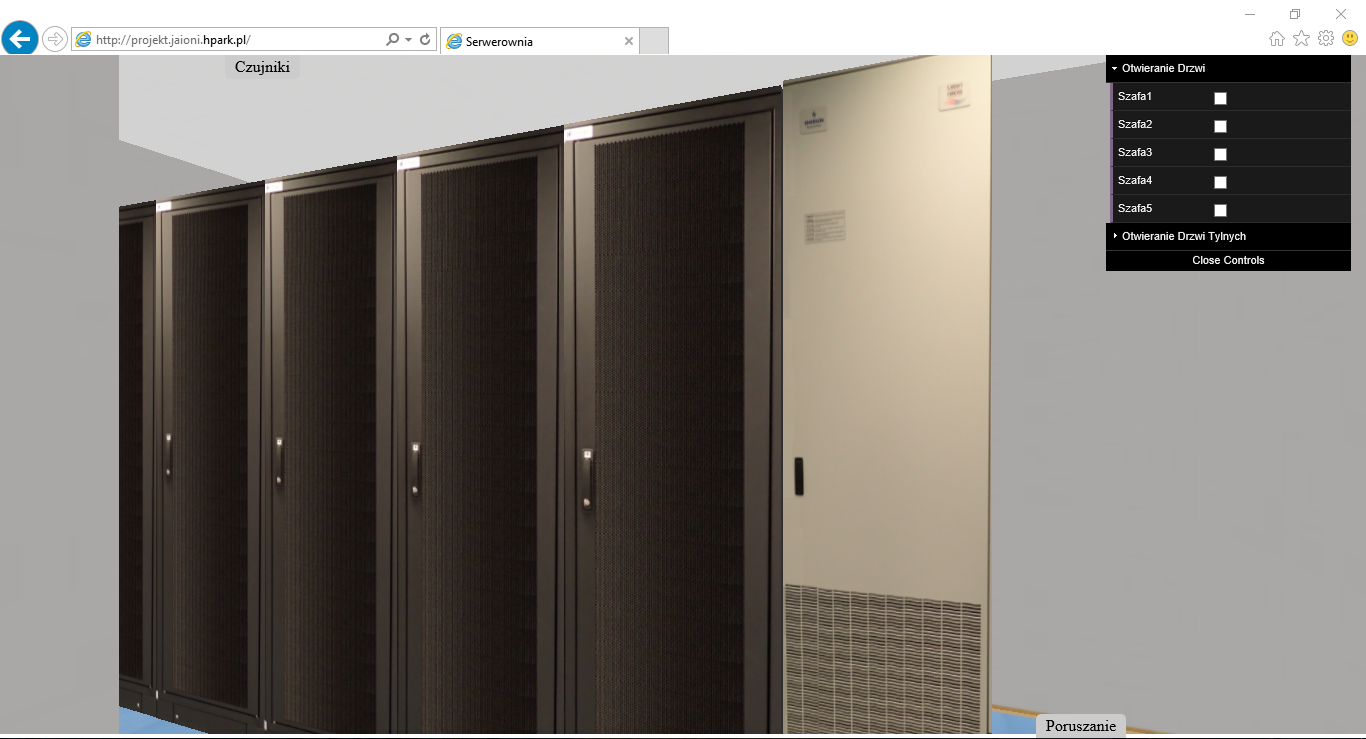 http://projekt.jaioni.hpark.pl/
Serwerownia
Czujniki
Otwieranie Drzwi
Szafa1
Szafa2
Szafa3
Szafa4
Szafa5
Otwieranie Drzwi Tylnych
Close Controls
Poruszanie